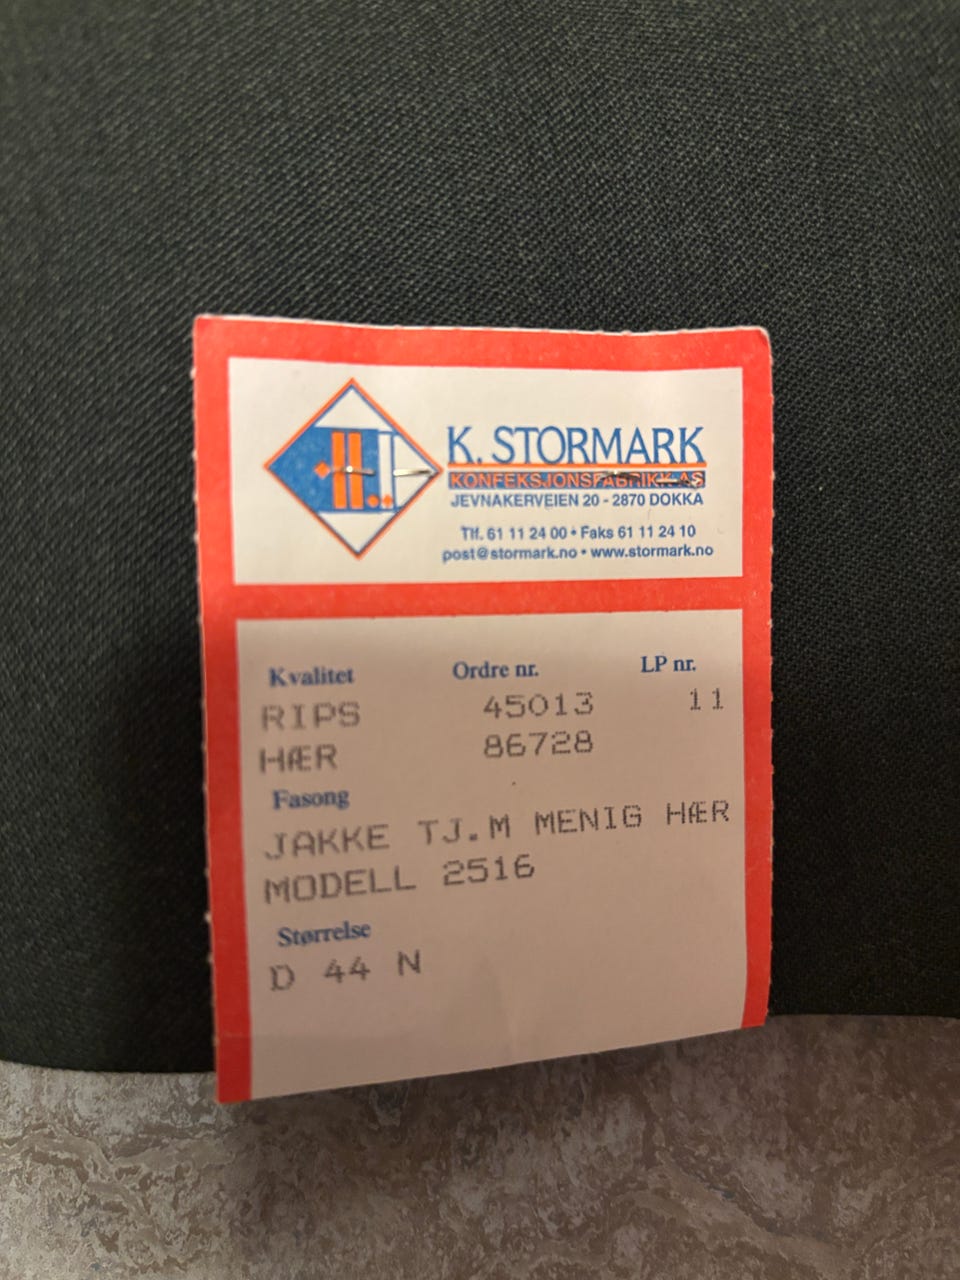 K. STORMARK
KONFEKSJONSFABRIKK AS
JEVNAKERVEIEN 20 - 2870 DOKKA
Tlf. 61 11 24 00 • Faks 61 11 24 10
post@stormark.no • www.stormark.no
Kvalitet Ordre nr. LP nr.
RIPS 45013 11
HÆR 86728
Fasong
JAKKE TJ.M MENIG HÆR
MODELL 2516
Størrelse
D 44 N